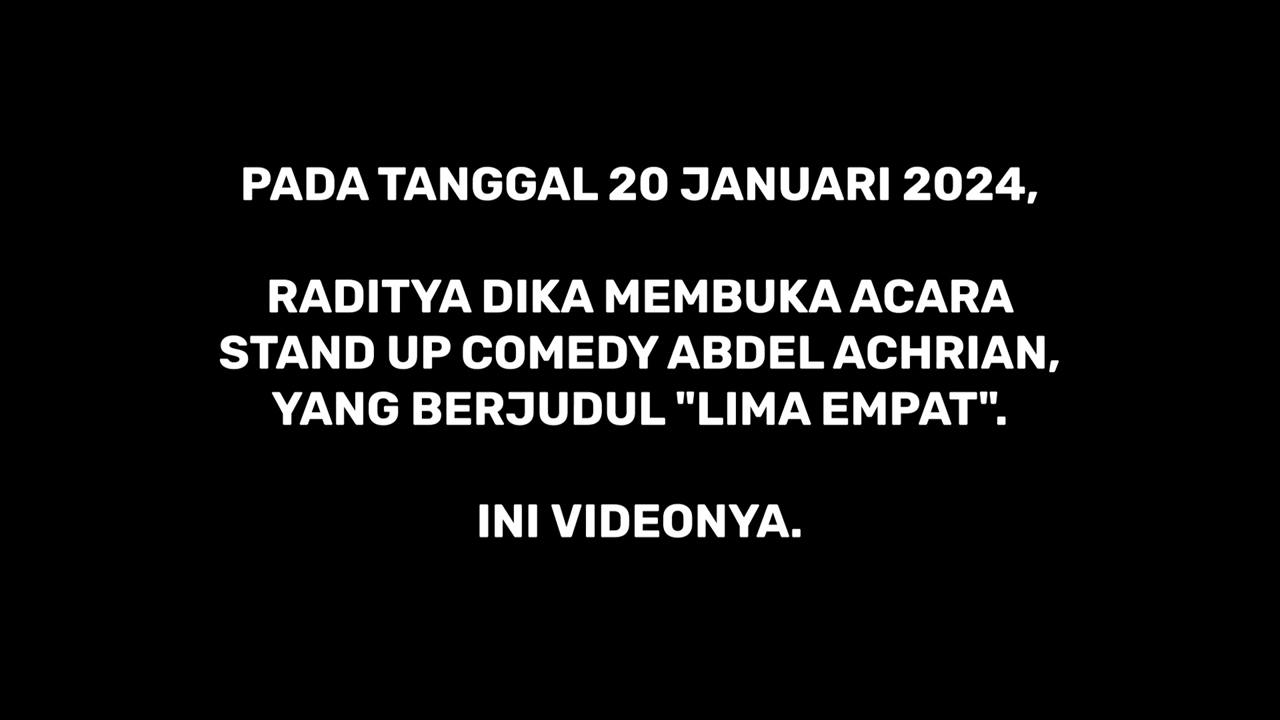 PADA TANGGAL 20 JANUARI 2024,
RADITYA DIKA MEMBUKA ACARA
STAND UP COMEDY ABDEL ACHRIAN,
YANG BERJUDUL "LIMA EMPAT".
INI VIDEONYA.